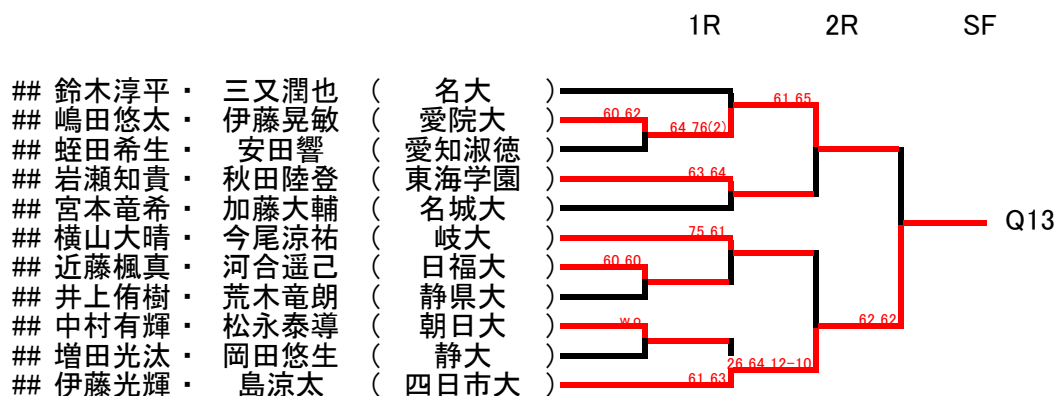 1R 2R SF
## 鈴木淳平・ 三又潤也 ( 名大 )
61 65
## 嶋田悠太・ 伊藤晃敏 ( 愛院大 ) 60 62
64 76(2)
## 蛭田希生・ 安田響 ( 愛知淑徳 )
## 岩瀬知貴・ 秋田陸登 ( 東海学園 ) 63 64
## 宮本竜希・ 加藤大輔 ( 名城大 )
Q13
## 横山大晴・ 今尾涼祐 ( 岐大 ) 75 61
## 近藤楓真・ 河合遥己 ( 日福大 ) 60 60
## 井上侑樹・ 荒木竜朗 ( 静県大 )
## 中村有輝・ 松永泰導 ( 朝日大 ) w.o
62 62
## 増田光汰・ 岡田悠生 ( 静大 )
26 64 12-10
## 伊藤光輝・ 島涼太 ( 四日市大 ) 61 63